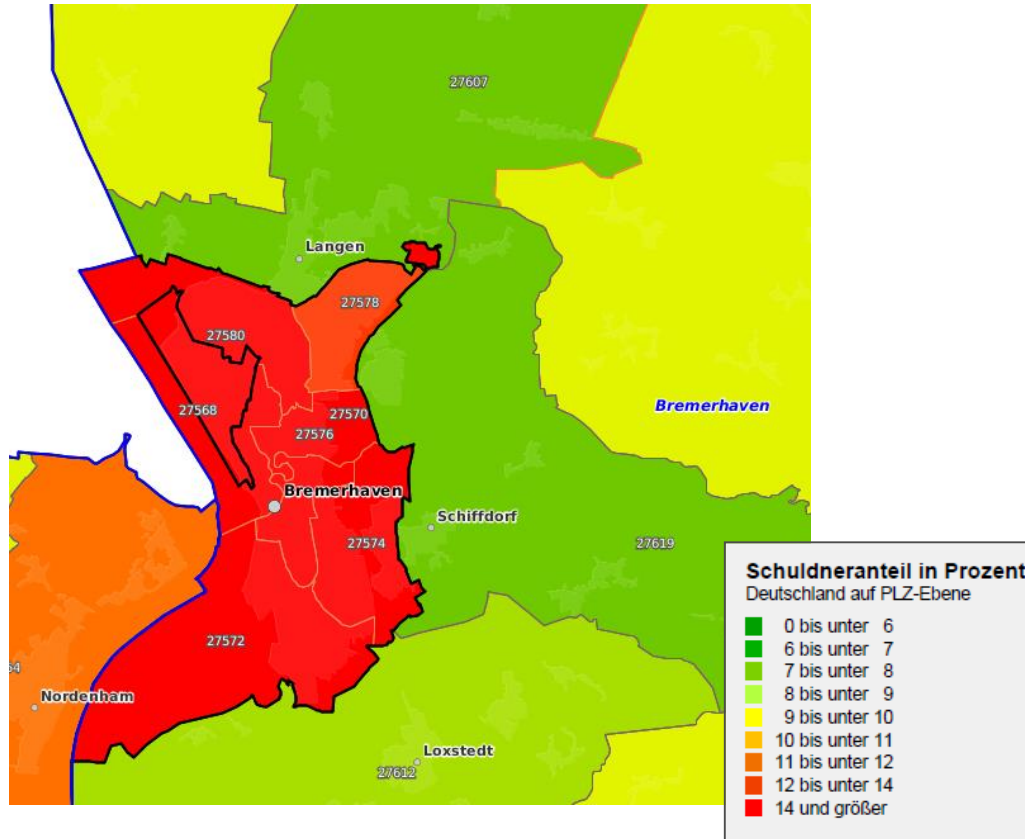 27607
Langen
27578
27580
27568
27570
27576
Bremerhaven
Bremerhaven
Schiffdorf
27574
27619
27572
64
Nordenham
Loxstedt
27612
Schuldneranteil in Prozent
Deutschland auf PLZ-Ebene
0 bis unter 6
6 bis unter 7
7 bis unter 8
8 bis unter 9
9 bis unter 10
10 bis unter 11
11 bis unter 12
12 bis unter 14
14 und größer